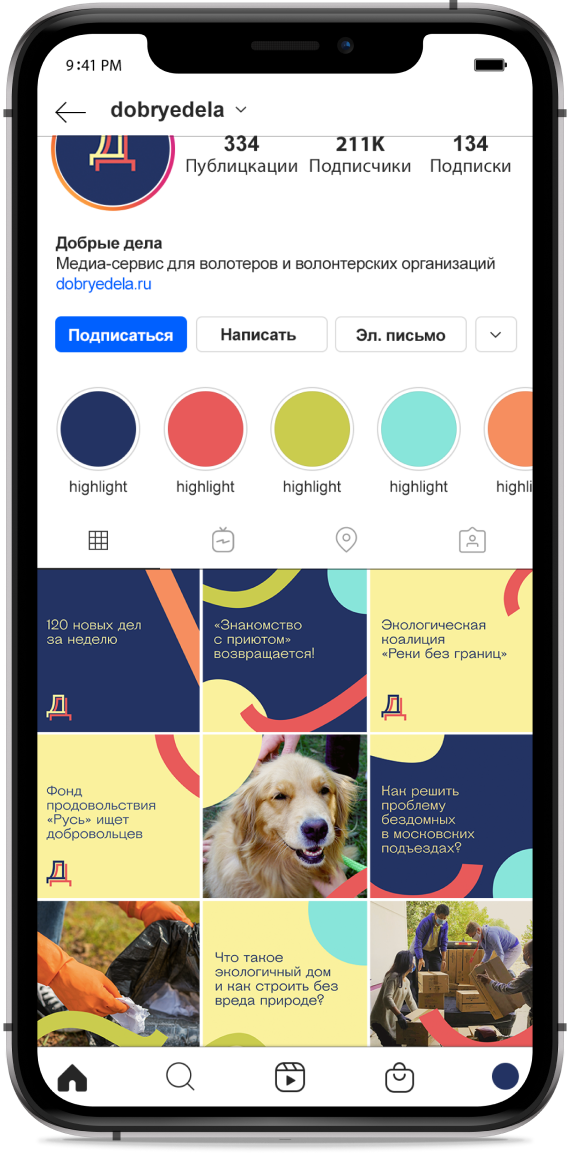 9:41 PM
dobryedela
Д
334 211K 134
Публицкации Подписчики Подписки
Добрые дела
Медиа-сервис для волотеров и волонтерских организаций
dobryedela.ru
Подписаться Написать Эл. письмо
highlight highlight highlight highlight highli
120 новых дел
за неделю
Д
«Знакомство
с приютом»
возвращается!
Экологическая
коалиция
«Реки без границ»
Д
Фонд
продовольствия
«Русь» ищет
добровольцев
Д
Как решить
проблему
бездомных
в московских
подъездах?
Что такое
экологичный дом
и как строить без
вреда природе?